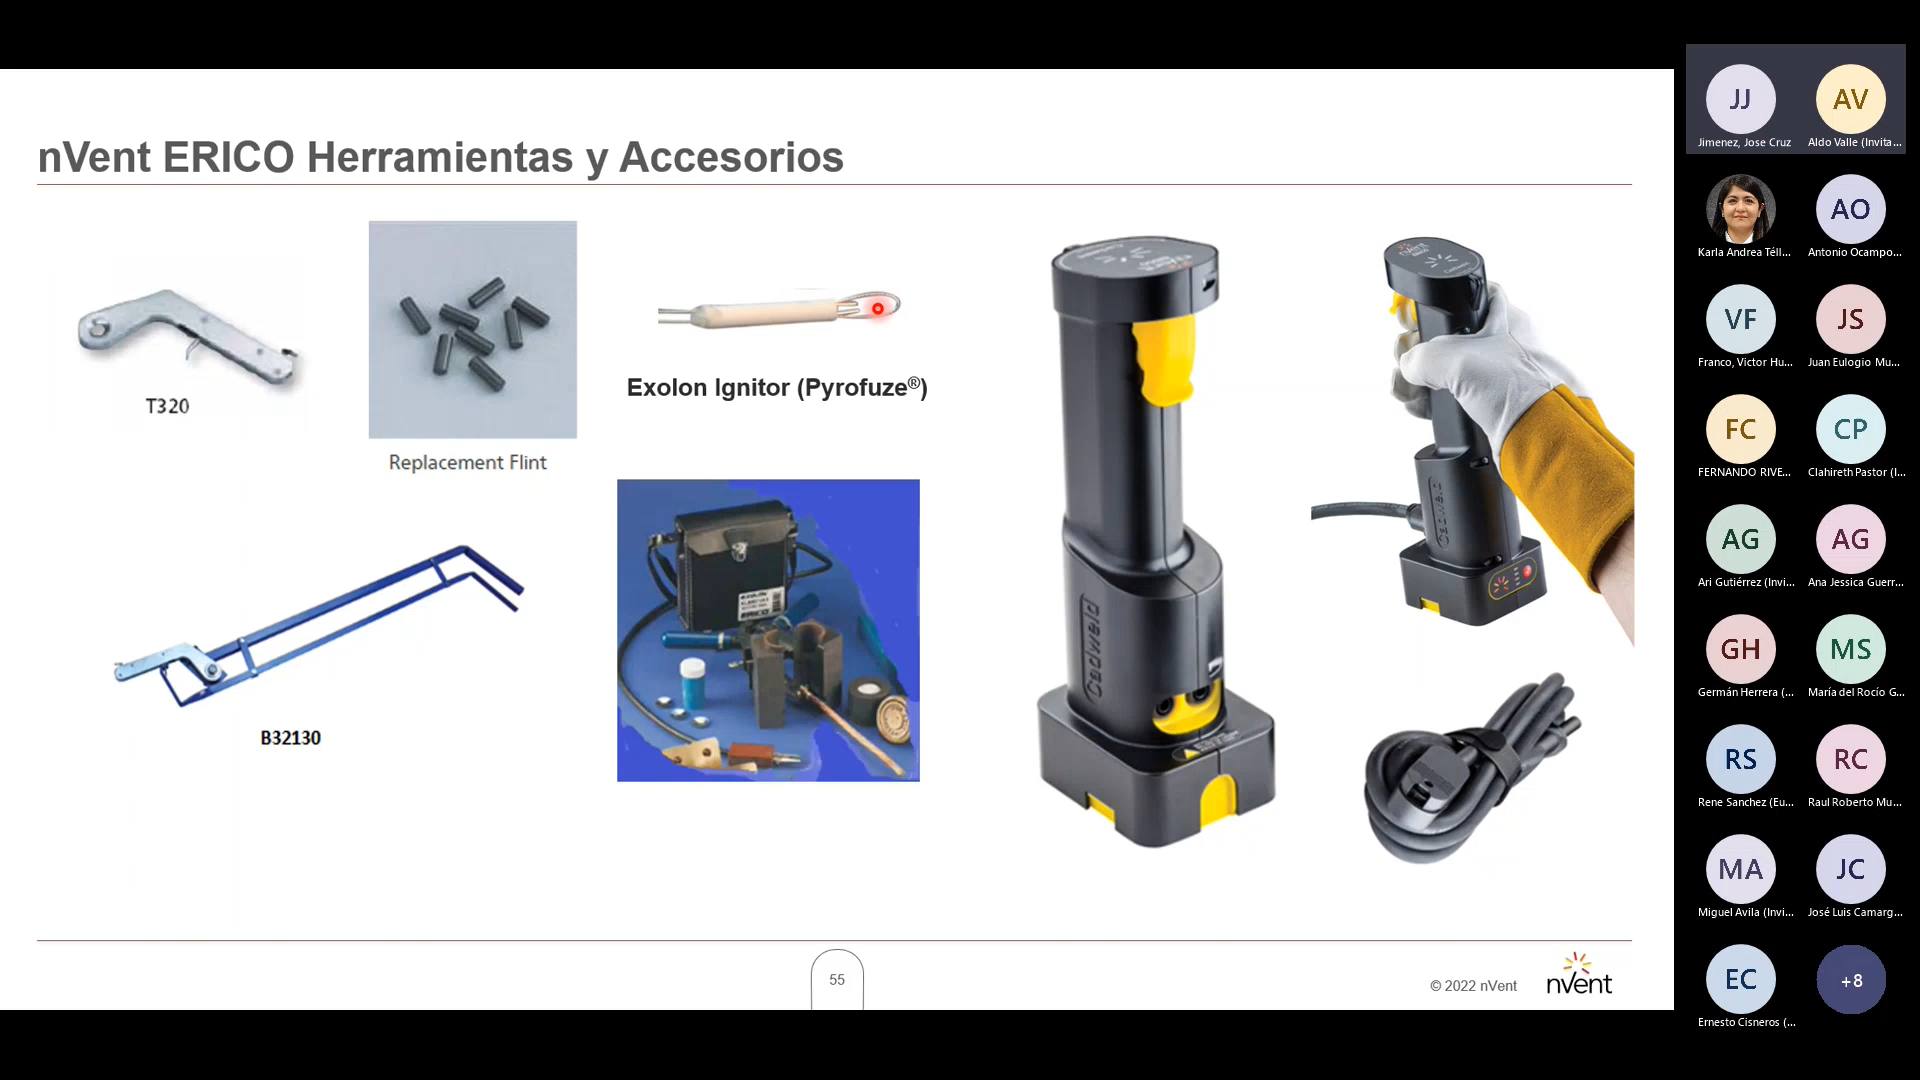 nVent ERICO Herramientas y Accesorios
T320
Replacement Flint
Exolon Ignitor (Pyrofuze®)
B32130
Cadweld
Cadweld
nVent
55
© 2022 nVent
nVent
JJ
Jimenez, Jose Cruz
AV
Aldo Valle (Invita...
Karla Andrea Téll...
AO
Antonio Ocampo...
VF
Franco, Victor Hu...
JS
Juan Eulogio Mu...
FC
FERNANDO RIVE...
CP
Clahireth Pastor (I...
AG
Ari Gutiérrez (Invi...
AG
Ana Jessica Guerr...
GH
Germán Herrera (...
MS
María del Rocío G...
RS
Rene Sanchez (Eu...
RC
Raul Roberto Mu...
MA
Miguel Avila (Invi...
JC
José Luis Camarg...
EC
Ernesto Cisneros (...
+8